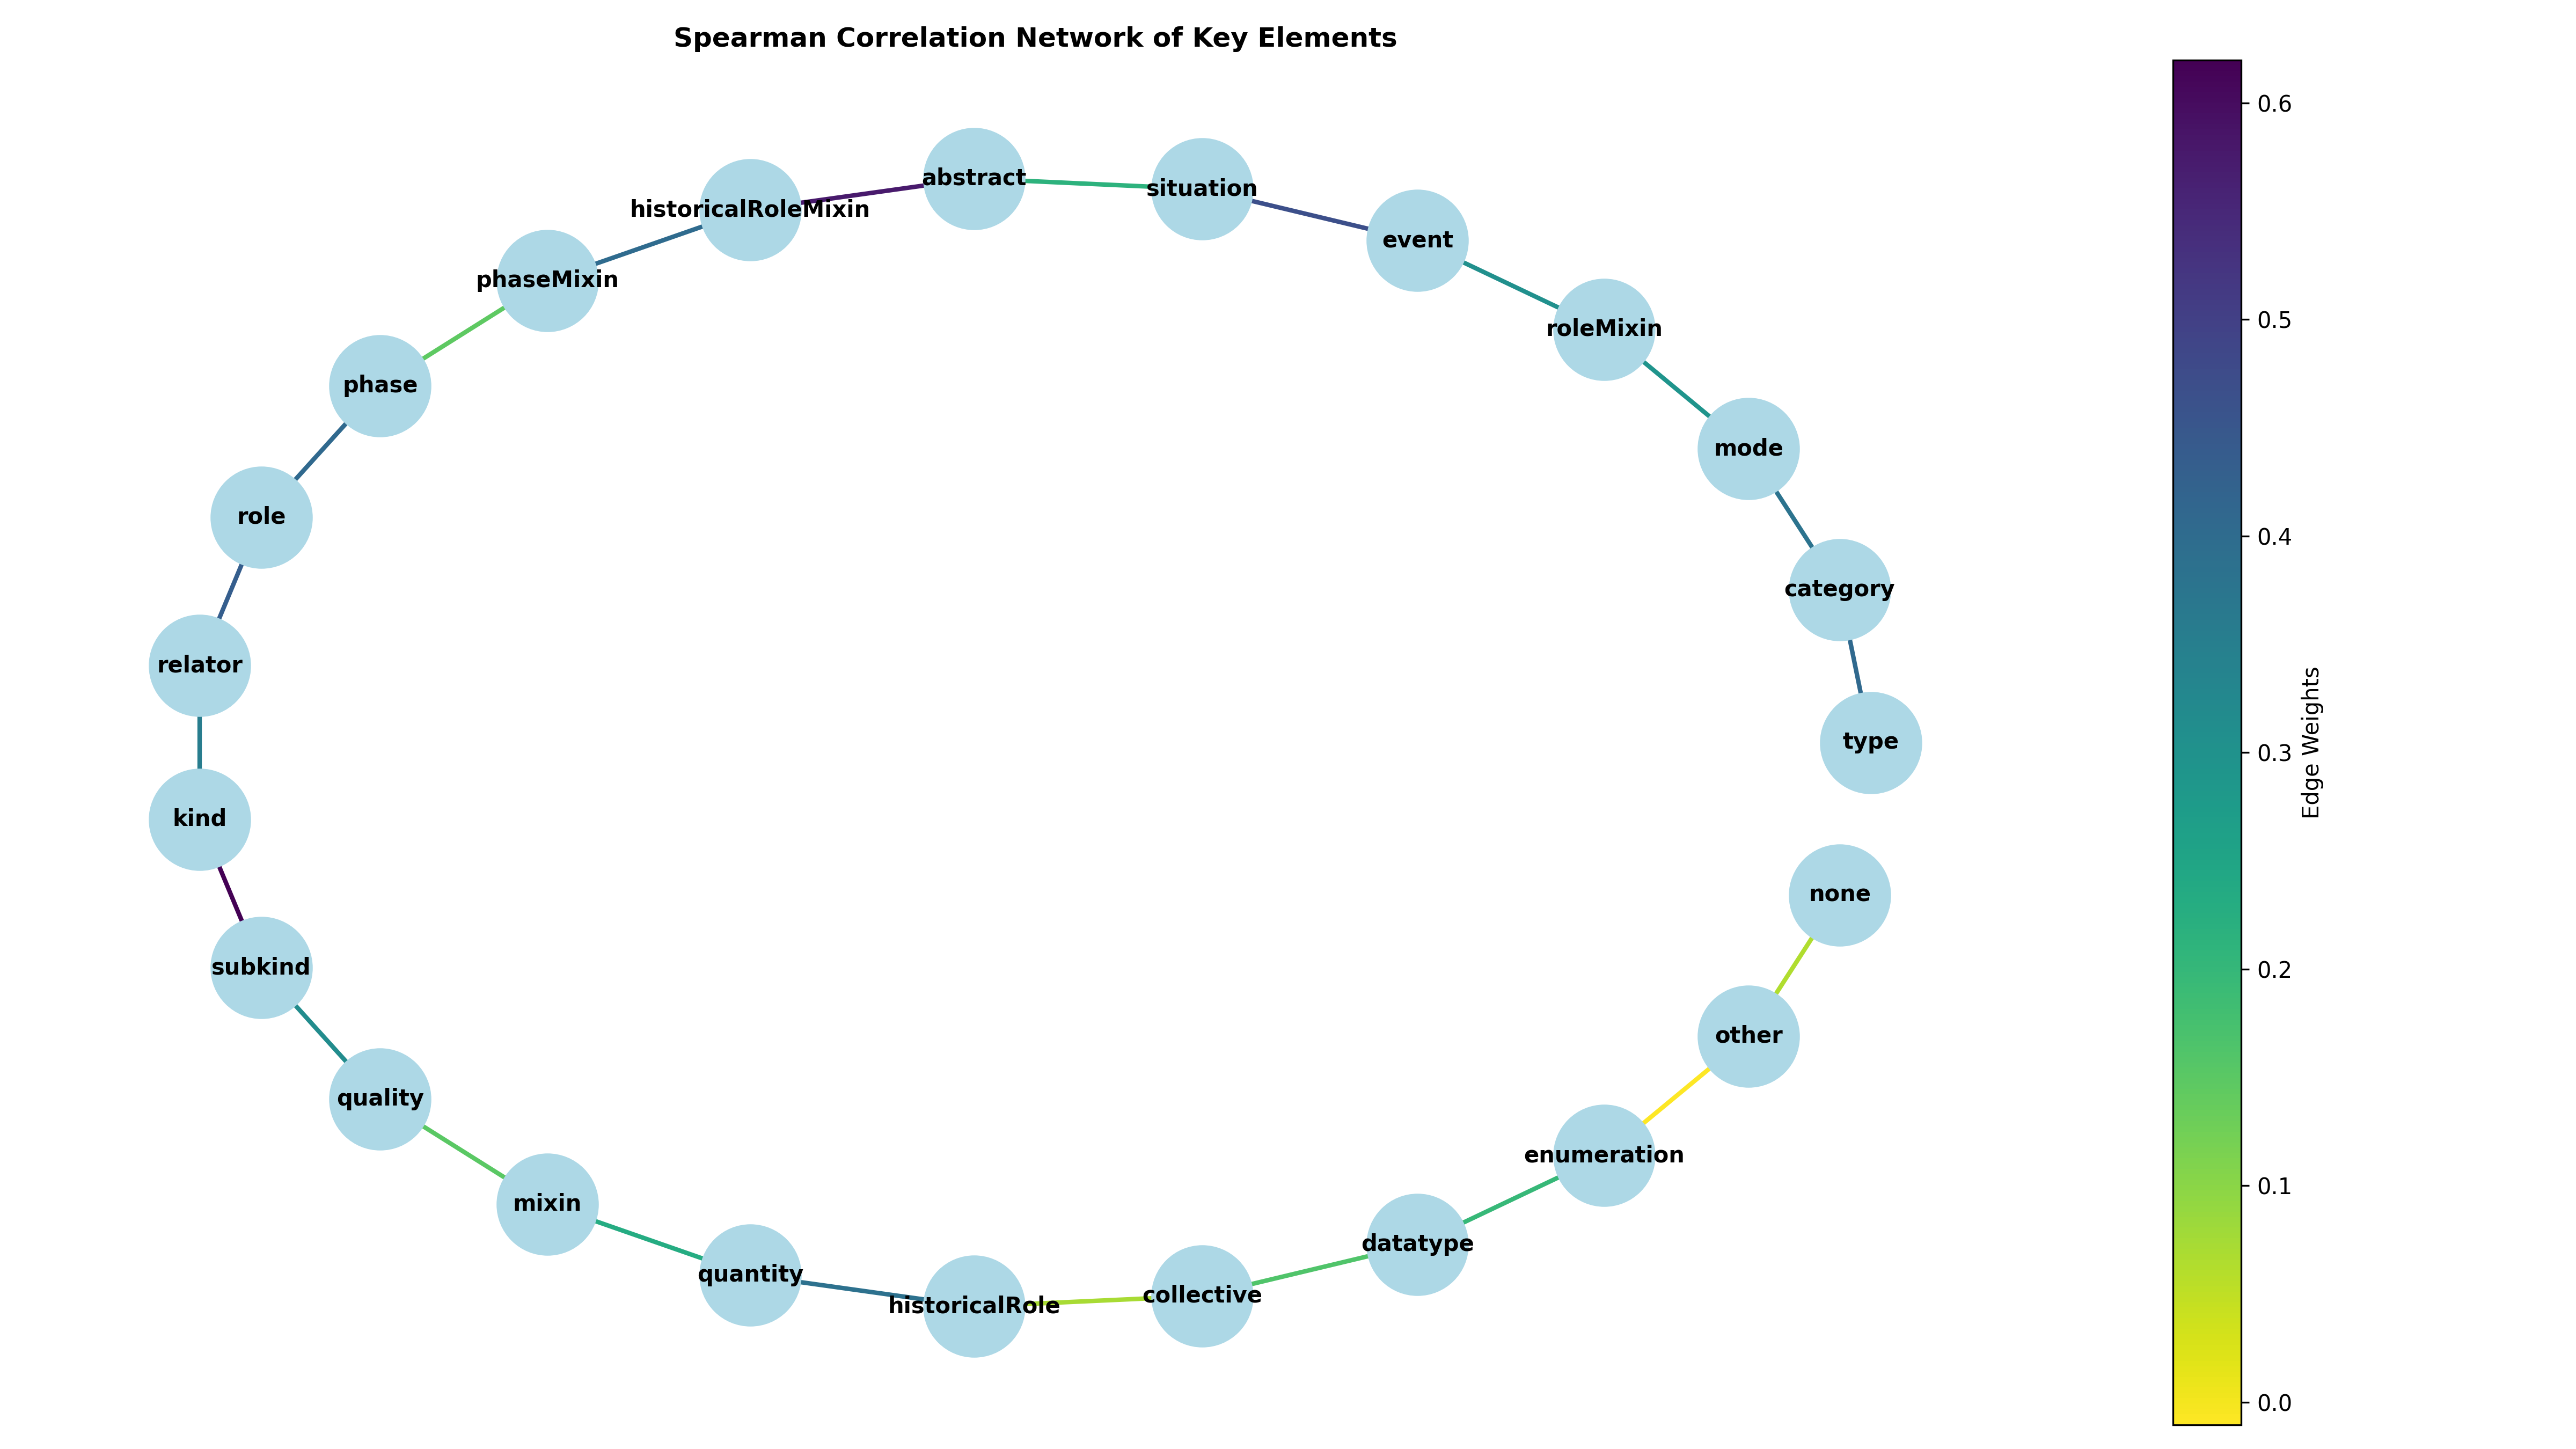 Spearman Correlation Network of Key Elements
abstract
situation
historicalRoleMixin
event
phaseMixin
roleMixin
phase
mode
role
category
relator
type
kind
none
subkind
other
quality
enumeration
mixin
datatype
quantity
collective
historicalRole
0.6
0.5
0.4
0.3
0.2
0.1
0.0
Edge Weights